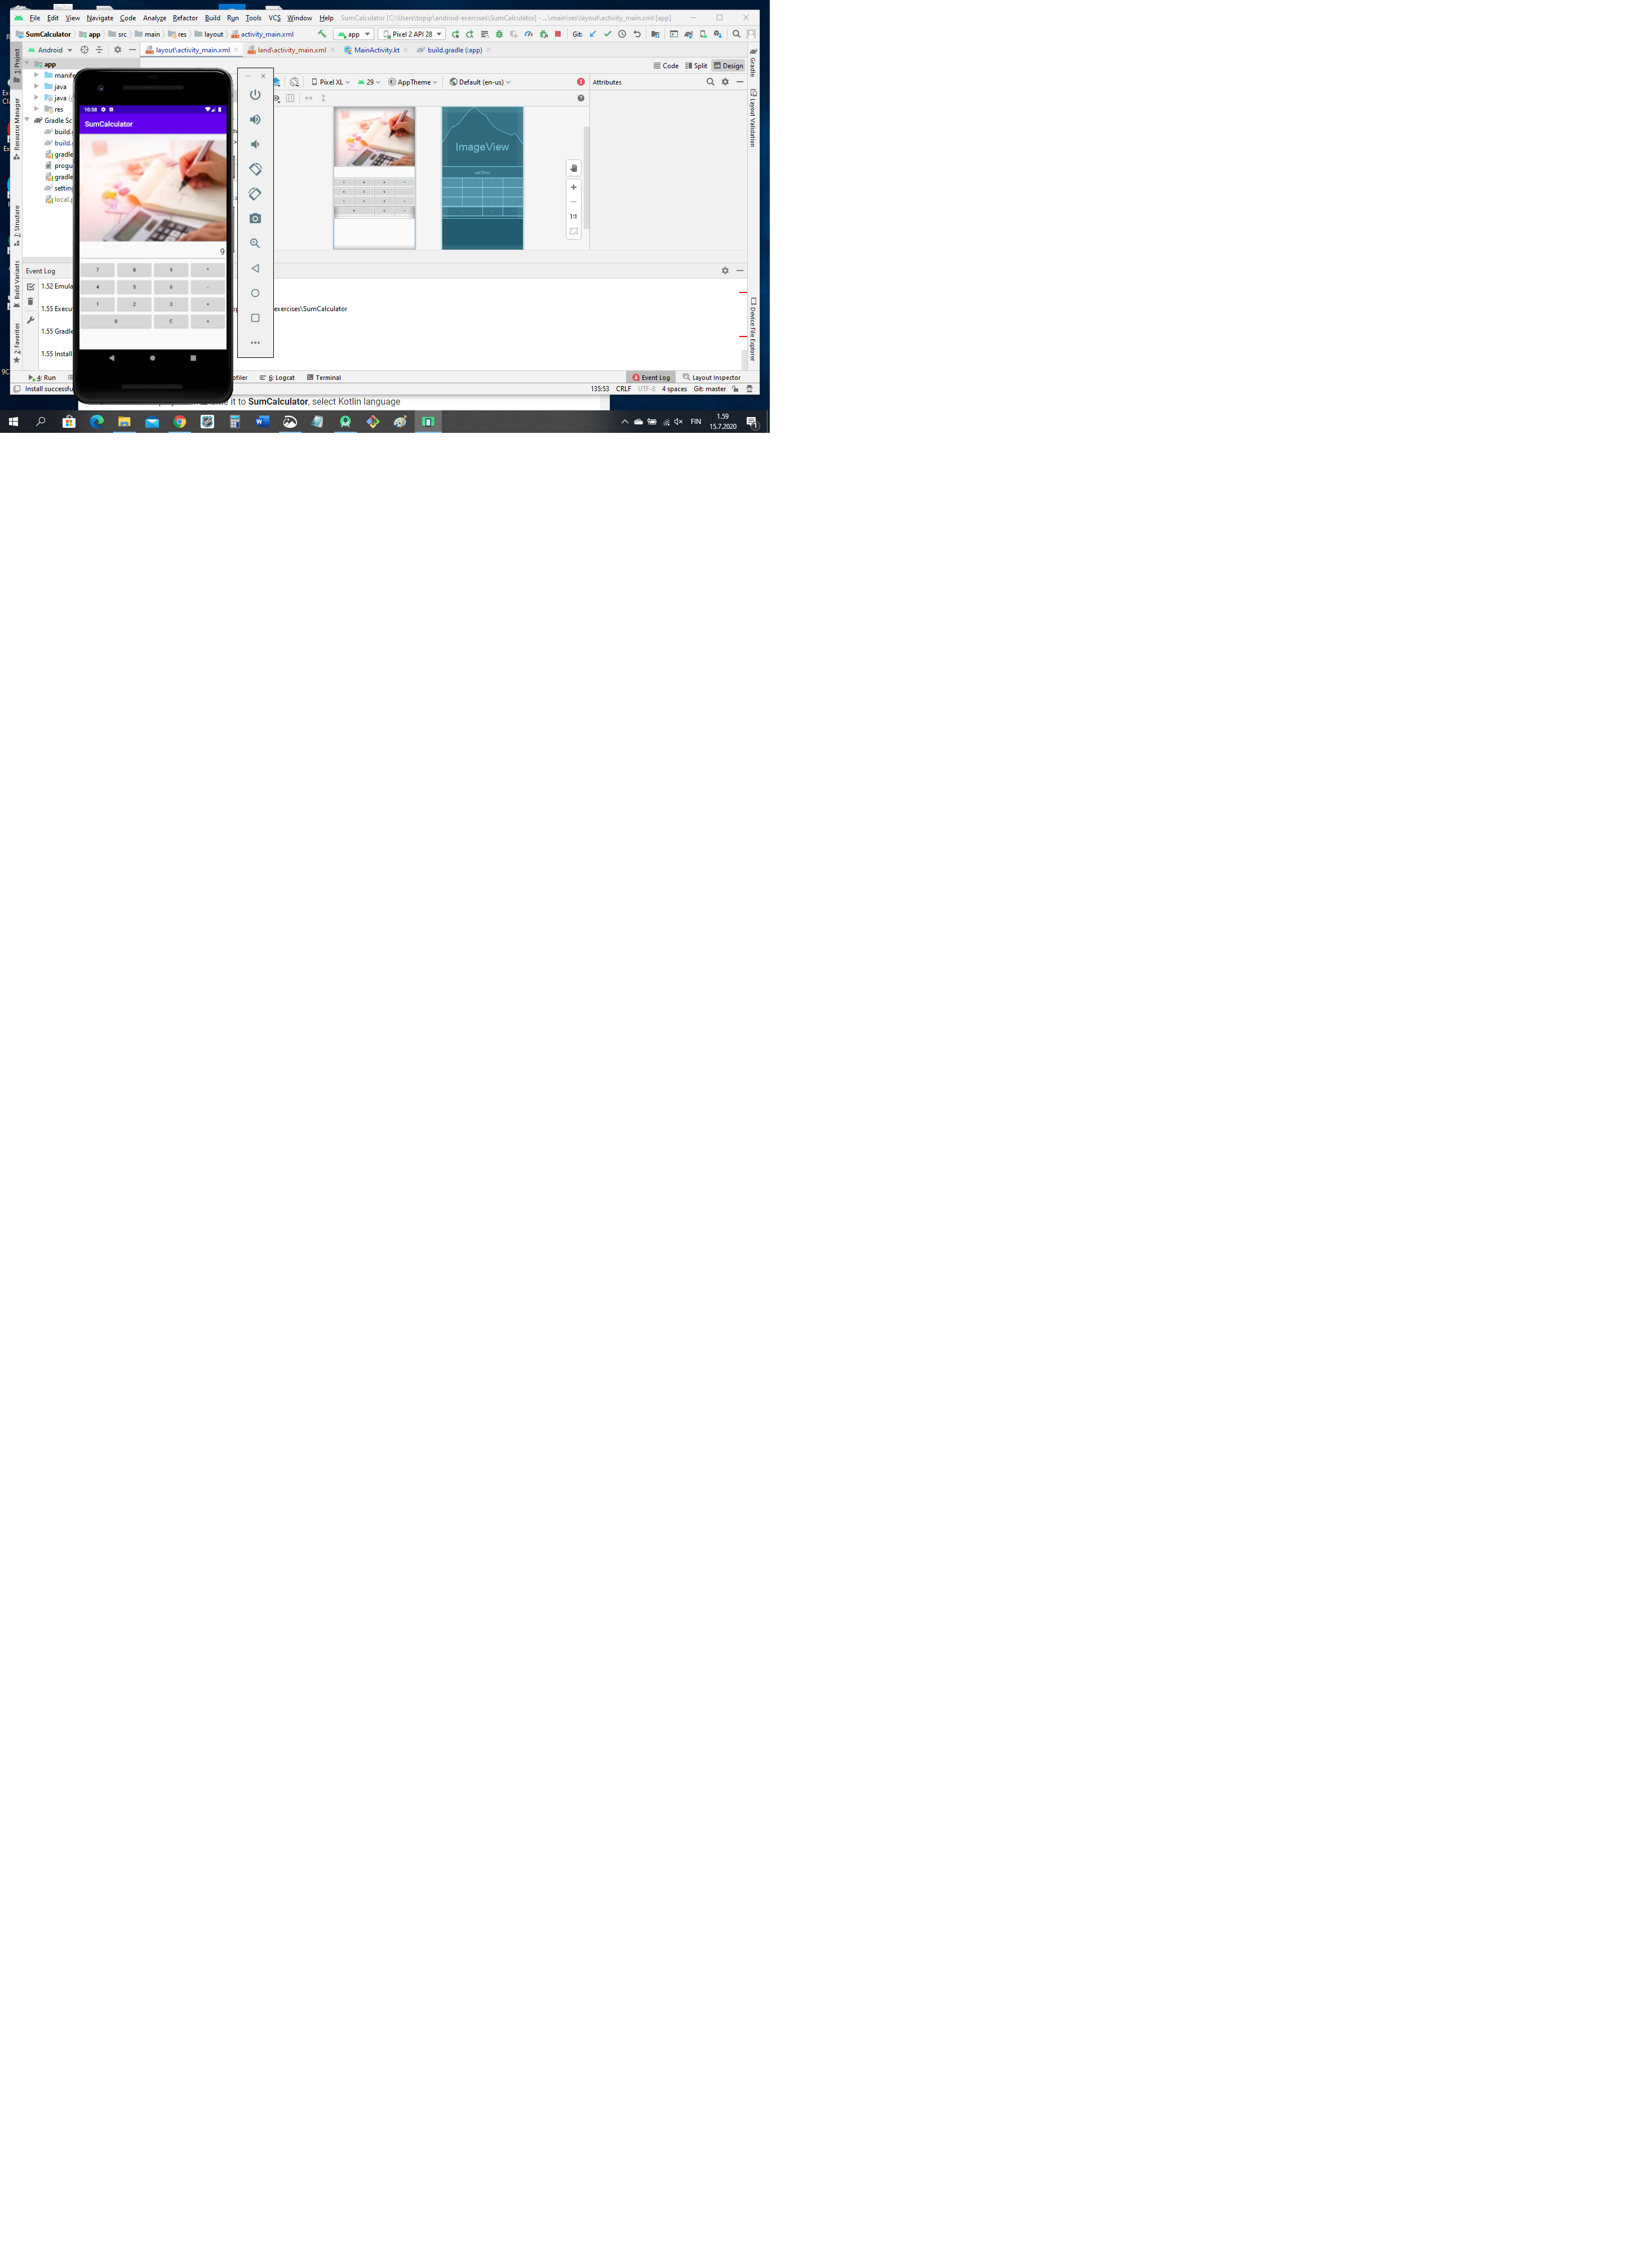 File Edit View Navigate Code Analyze Refactor Build Run Tools VCS Window Help SumCalculator [C:\Users\topip\android-exercises\SumCalculator] - ...\main\res\layout\activity_main.xml [app]
SumCalculator app src main res layout activity_main.xml app Pixel 2 API 28 Git:
Android layout\activity_main.xml land\activity_main.xml MainActivity.kt build.gradle (:app)
app
Code Split Design
manife
java
java
res
Gradle Sc
build.
build.
gradle
progu
gradle
settin
local.p
1: Project
Resource Manager
7: Structure
Build Variants
2: Favorites
Pixel XL 29 AppTheme Default (en-us)
Attributes
Gradle
Layout Validation
Device File Explorer
ImageView
1:1
10:58
SumCalculator
9
7 8 9 *
4 5 6 -
1 2 3 +
0 C
Event Log
1.52 Emula
1.55 Execut
exercises\SumCalculator
1.55 Gradle
1.55 Install
4: Run
ofiler 6: Logcat Terminal
Event Log Layout Inspector
Install successfu
135:53 CRLF UTF-8 4 spaces Git: master
it to SumCalculator, select Kotlin language
FIN
1.59
15.7.2020